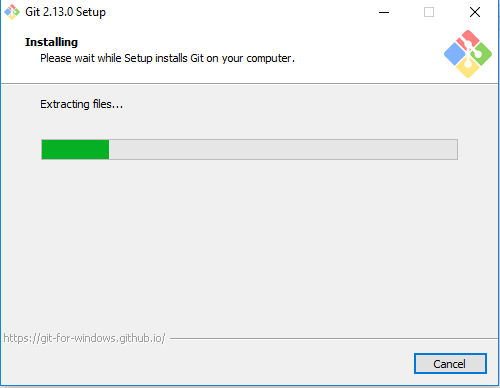 Git 2.13.0 Setup
Installing
Please wait while Setup installs Git on your computer.
Extracting files...
https://git-for-windows.github.io/
Cancel